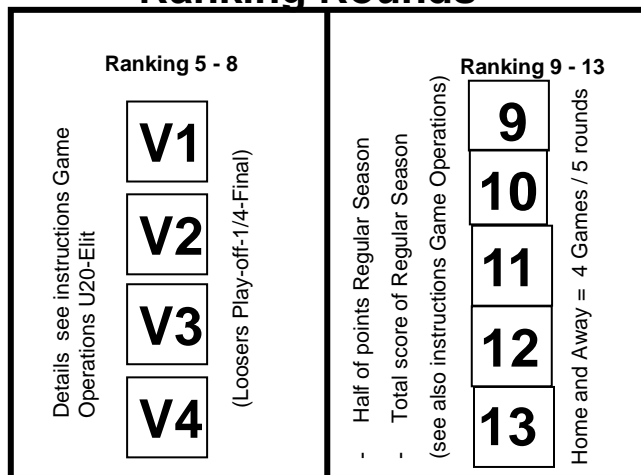 Ranking Rounds
Ranking 5 - 8
Details see instructions Game
Operations U20-Elit
V1
V2
V3
V4
(Loosers Play-off-1/4-Final)
Ranking 9 - 13
- Half of points Regular Season
- Total score of Regular Season
(see also instructions Game Operations)
9
10
11
12
13
Home and Away = 4 Games / 5 rounds